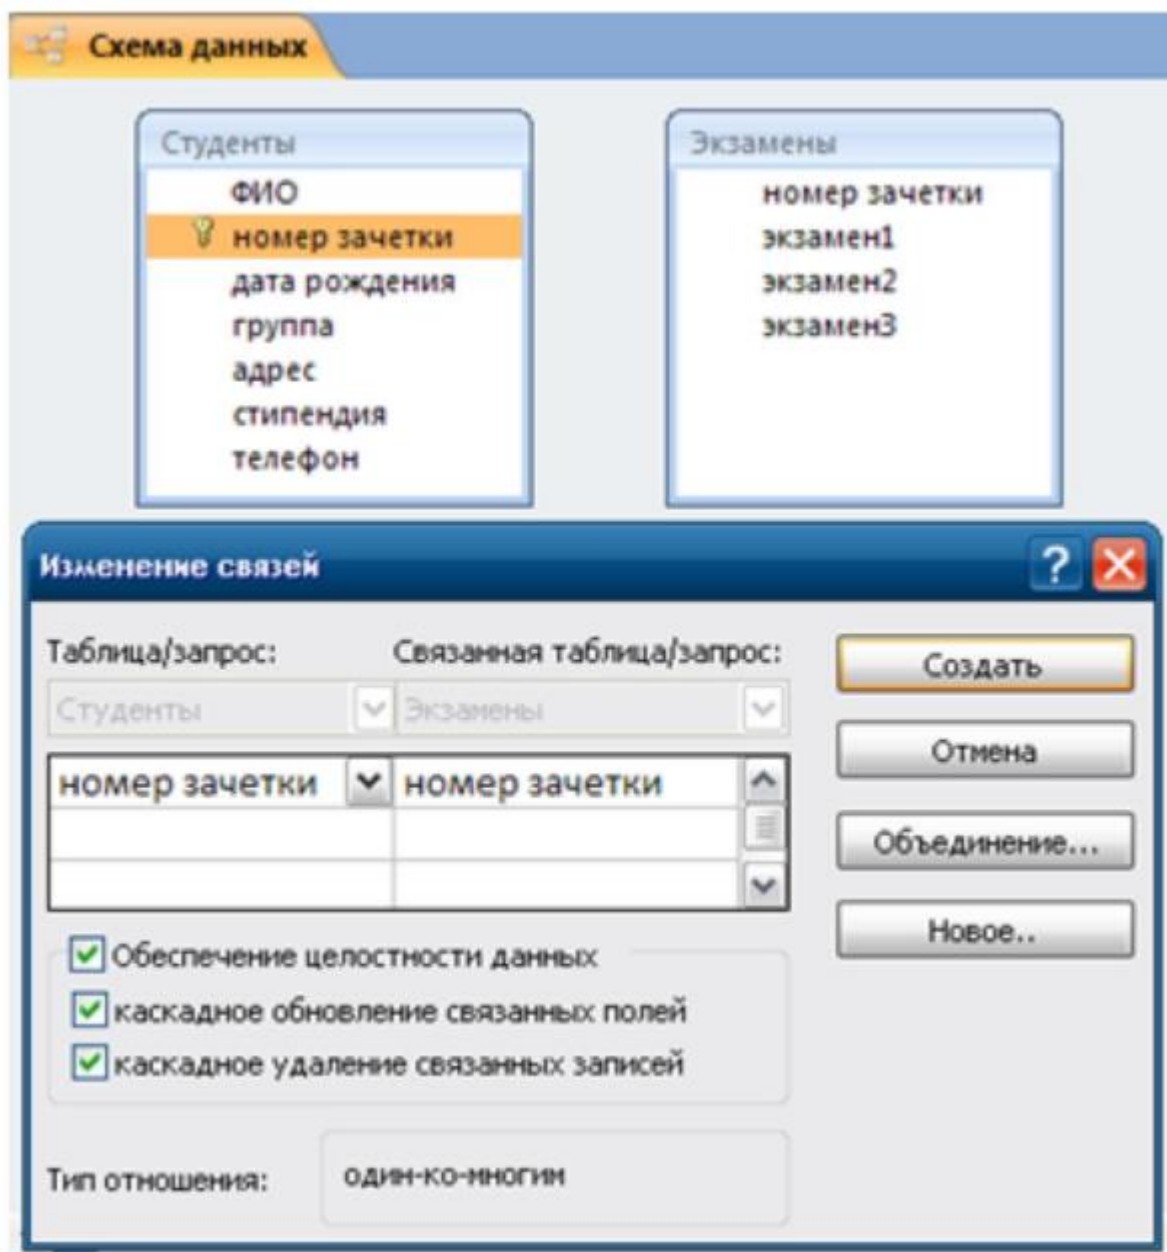 Схема данных
Студенты
ФИО
номер зачетки
дата рождения
группа
адрес
стипендия
телефон
Экзамены
номер зачетки
экзамен1
экзамен2
экзамен3
Изменение связей
?
Таблица/запрос: Связанная таблица/запрос:
Студенты Экзамены
номер зачетки номер зачетки
Обеспечение целостности данных
каскадное обновление связанных полей
каскадное удаление связанных записей
Тип отношения: один-ко-многим
Создать
Отмена
Объединение...
Новое..